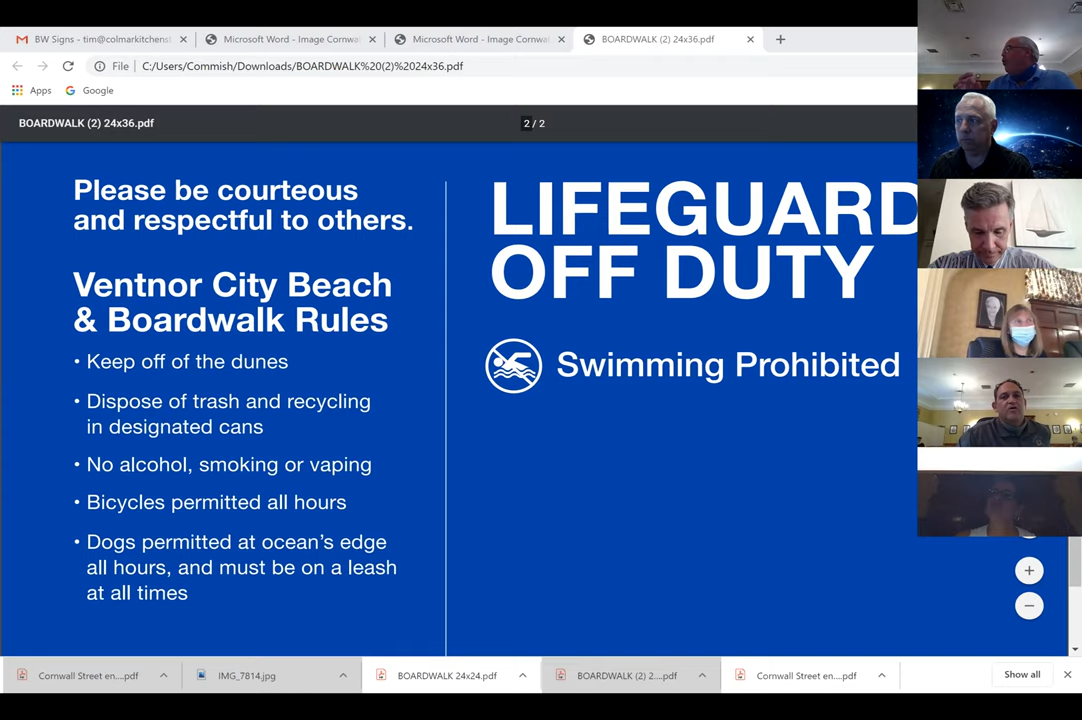 BW Signs - tim@colmarkitchenst
Microsoft Word - Image Cornwa
Microsoft Word - Image Cornwa
BOARDWALK (2) 24x36.pdf
File
C:/Users/Commish/Downloads/BOARDWALK%20(2)%2024x36.pdf
Apps
Google
BOARDWALK (2) 24x36.pdf
2 / 2
Please be courteous
and respectful to others.
Ventnor City Beach
& Boardwalk Rules
• Keep off of the dunes
• Dispose of trash and recycling
in designated cans
• No alcohol, smoking or vaping
• Bicycles permitted all hours
• Dogs permitted at ocean's edge
all hours, and must be on a leash
at all times
LIFEGUARD
OFF DUTY
Swimming Prohibited
Cornwall Street en....pdf
IMG_7814.jpg
BOARDWALK 24x24.pdf
BOARDWALK (2) 2....pdf
Cornwall Street en....pdf
Show all